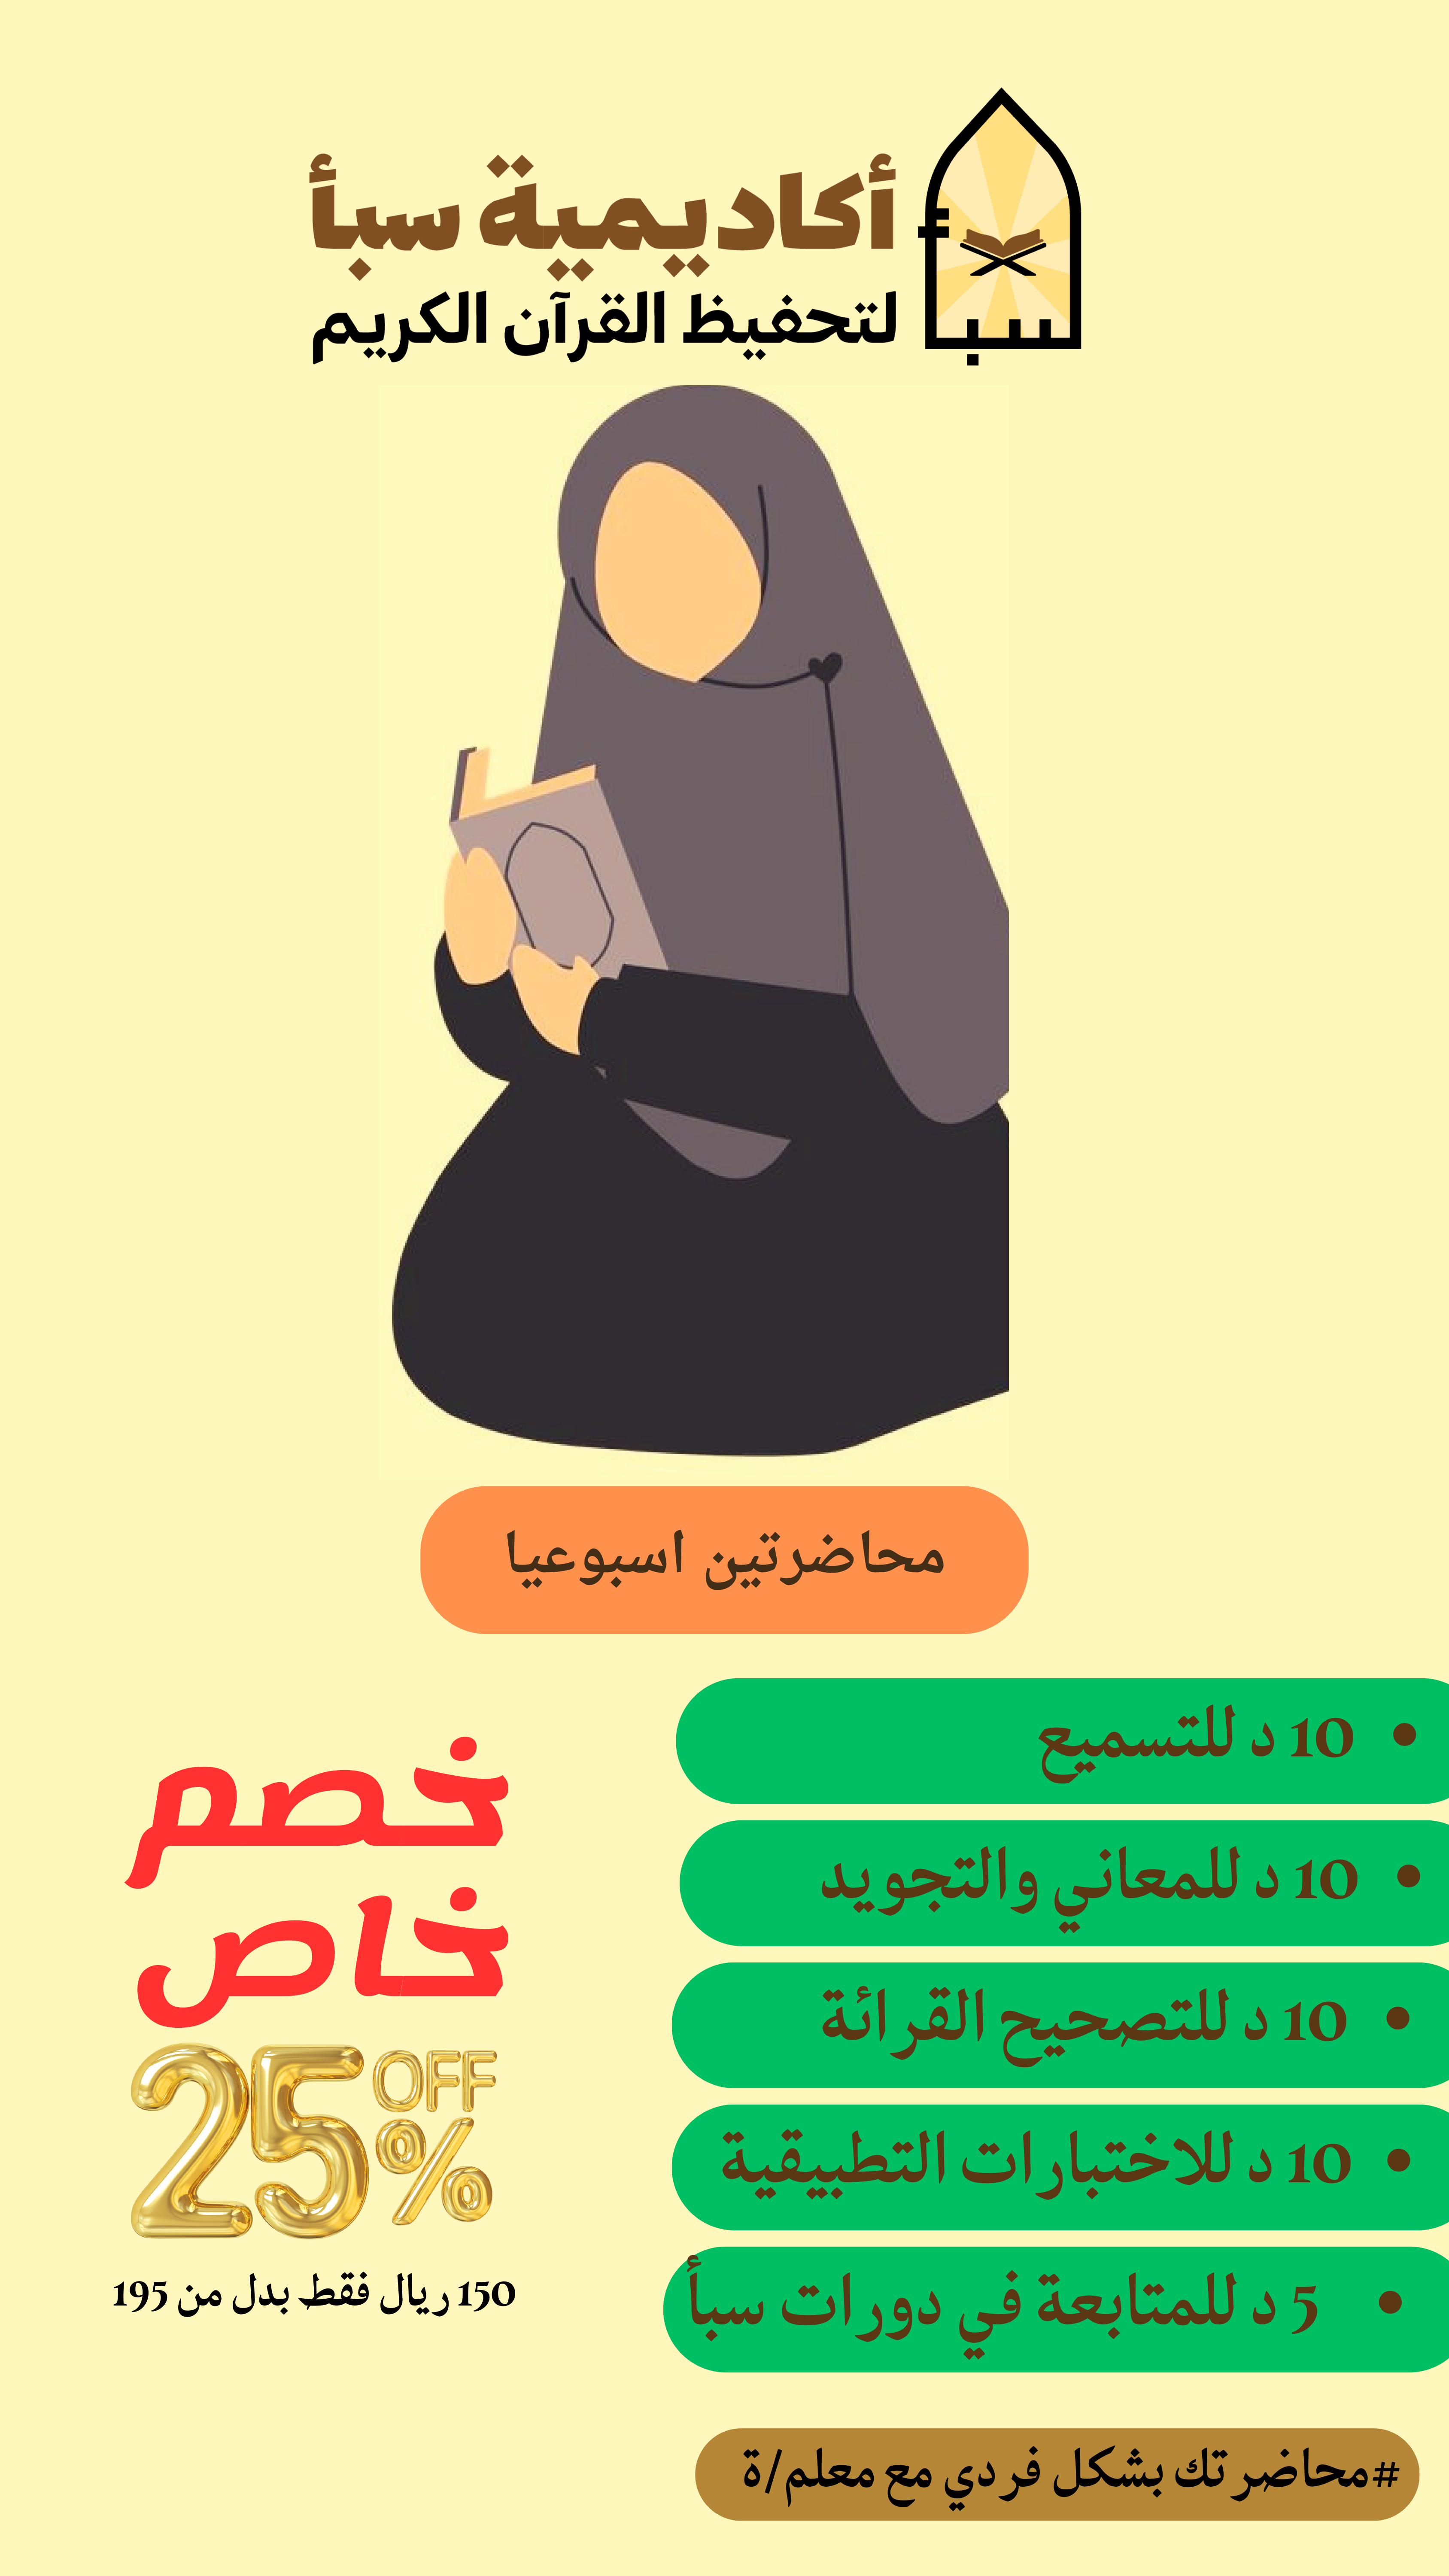 أكاديمية سبأ
لتحفيظ القرآن الكريم
سبأ
محاضرتين اسبوعيا
• 10 د للتسميع
• 10 د للمعاني والتجويد
• 10 د للتصحيح القرائة
• 10 د للاختبارات التطبيقية
• 5 د للمتابعة في دورات سبأ
خصم
خاص
25% OFF
150 ريال فقط بدل من 195
#محاضرتك بشكل فردي مع معلم/ة